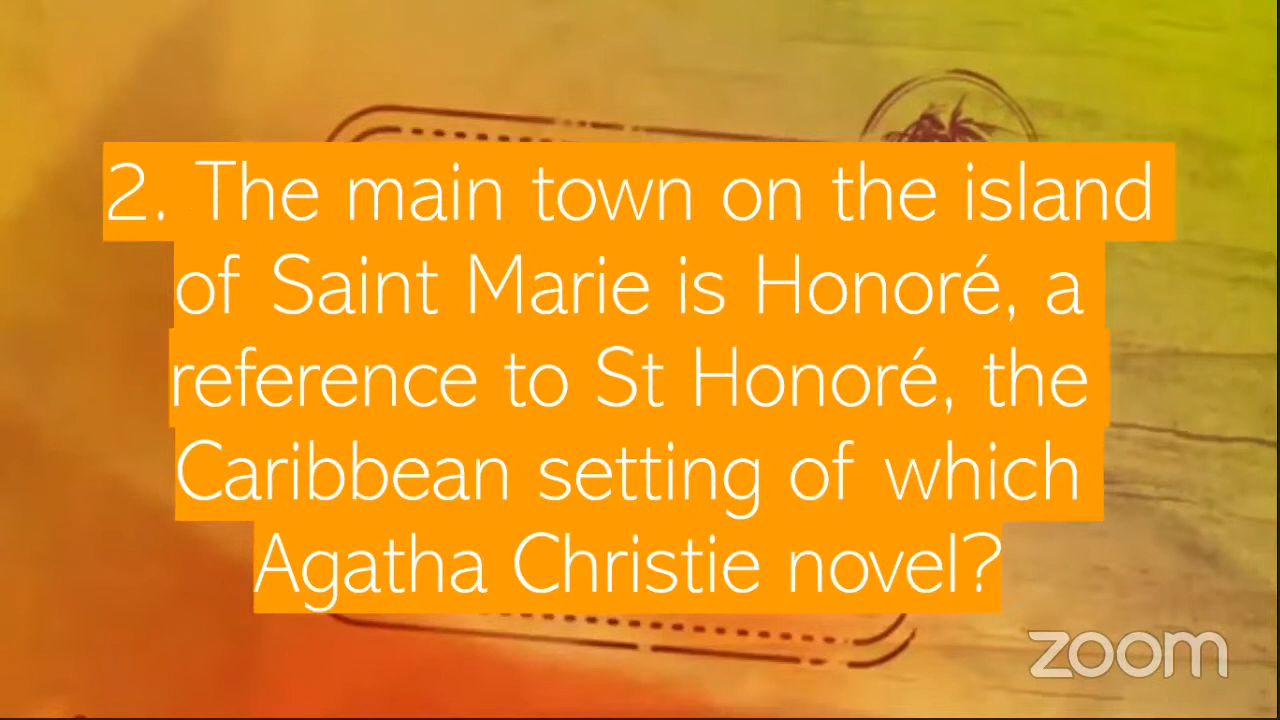 2. The main town on the island
of Saint Marie is Honoré, a
reference to St Honoré, the
Caribbean setting of which
Agatha Christie novel?
zoom